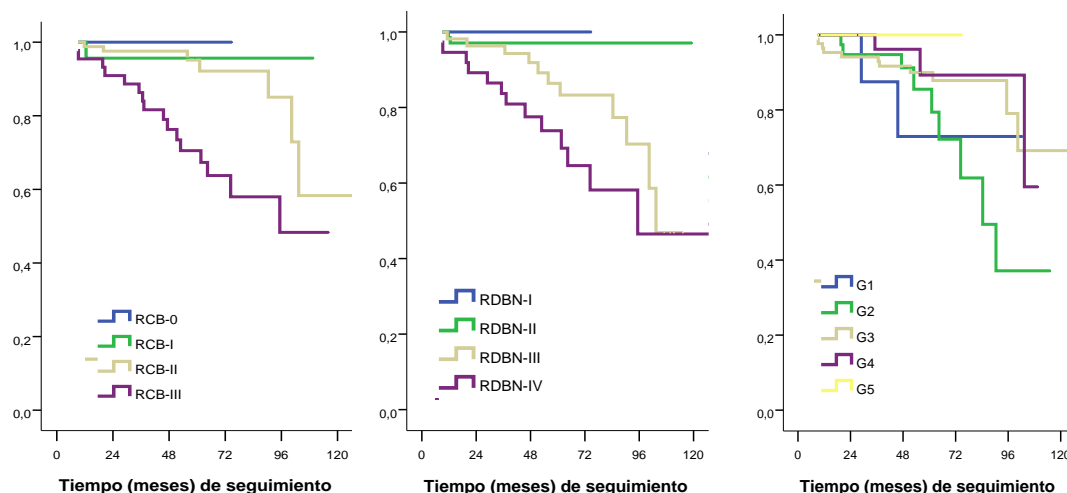 1,0
0,8
0,6
0,4
0,2
0,0
RCB-0
RCB-I
RCB-II
RCB-III
0 24 48 72 96 120
Tiempo (meses) de seguimiento
1,0
0,8
0,6
0,4
0,2
0,0
RDBN-I
RDBN-II
RDBN-III
RDBN-IV
0 24 48 72 96 120
Tiempo (meses) de seguimiento
1,0
0,8
0,6
0,4
0,2
0,0
G1
G2
G3
G4
G5
0 24 48 72 96 120
Tiempo (meses) de seguimiento